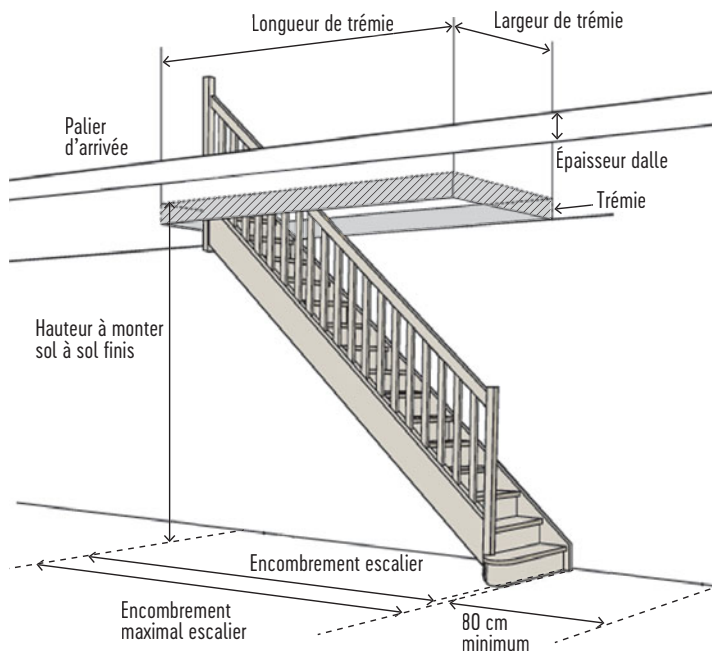 Longueur de trémie
Largeur de trémie
Palier
d'arrivée
Épaisseur dalle
Trémie
Hauteur à monter
sol à sol finis
Encombrement escalier
Encombrement
maximal escalier
80 cm
minimum